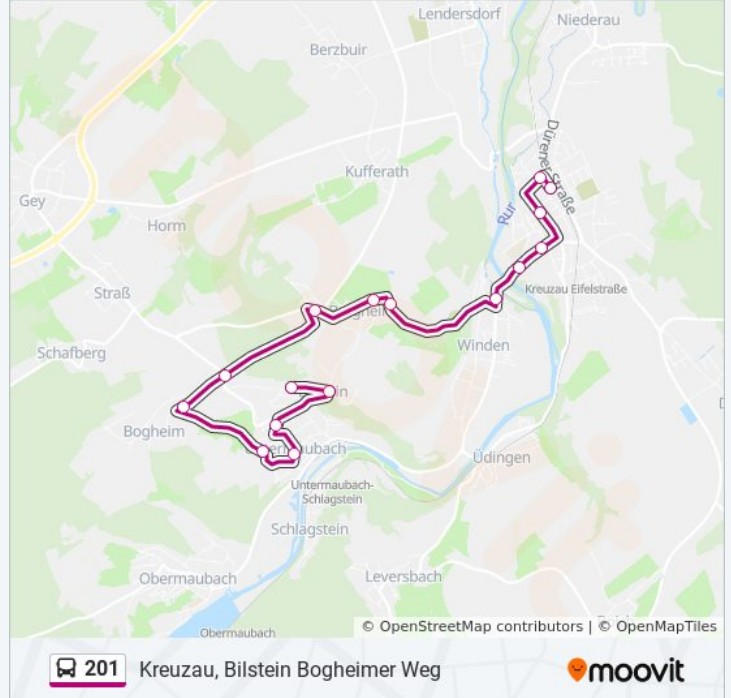 Lendersdorf
Niederau
Berzbuir
Dürener Straße
Kufferath
Gey
Rur
Horm
Kreuzau Eifelstraße
Straß
Winden
Schafberg
Bogheim
Üdingen
Untermaubach-
Schlagstein
Schlagstein
Obermaubach
Leversbach
Obermaubach
© OpenStreetMap contributors | © OpenMapTiles
201 Kreuzau, Bilstein Bogheimer Weg
moovit